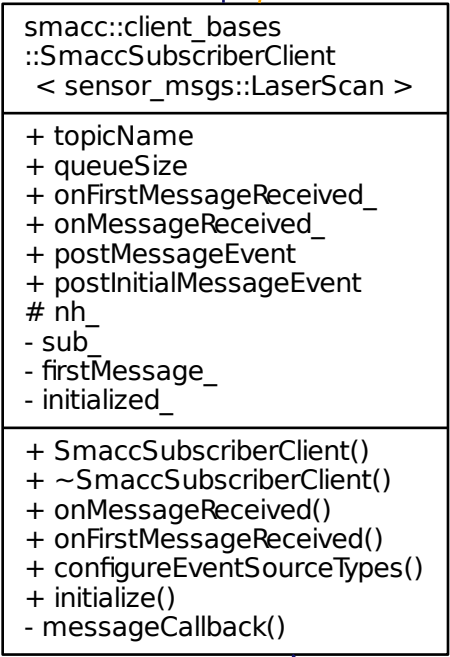 smacc::client_bases
::SmaccSubscriberClient
< sensor_msgs::LaserScan >
+ topicName
+ queueSize
+ onFirstMessageReceived_
+ onMessageReceived_
+ postMessageEvent
+ postInitialMessageEvent
# nh_
- sub_
- firstMessage_
- initialized_
+ SmaccSubscriberClient()
+ ~SmaccSubscriberClient()
+ onMessageReceived()
+ onFirstMessageReceived()
+ configureEventSourceTypes()
+ initialize()
- messageCallback()